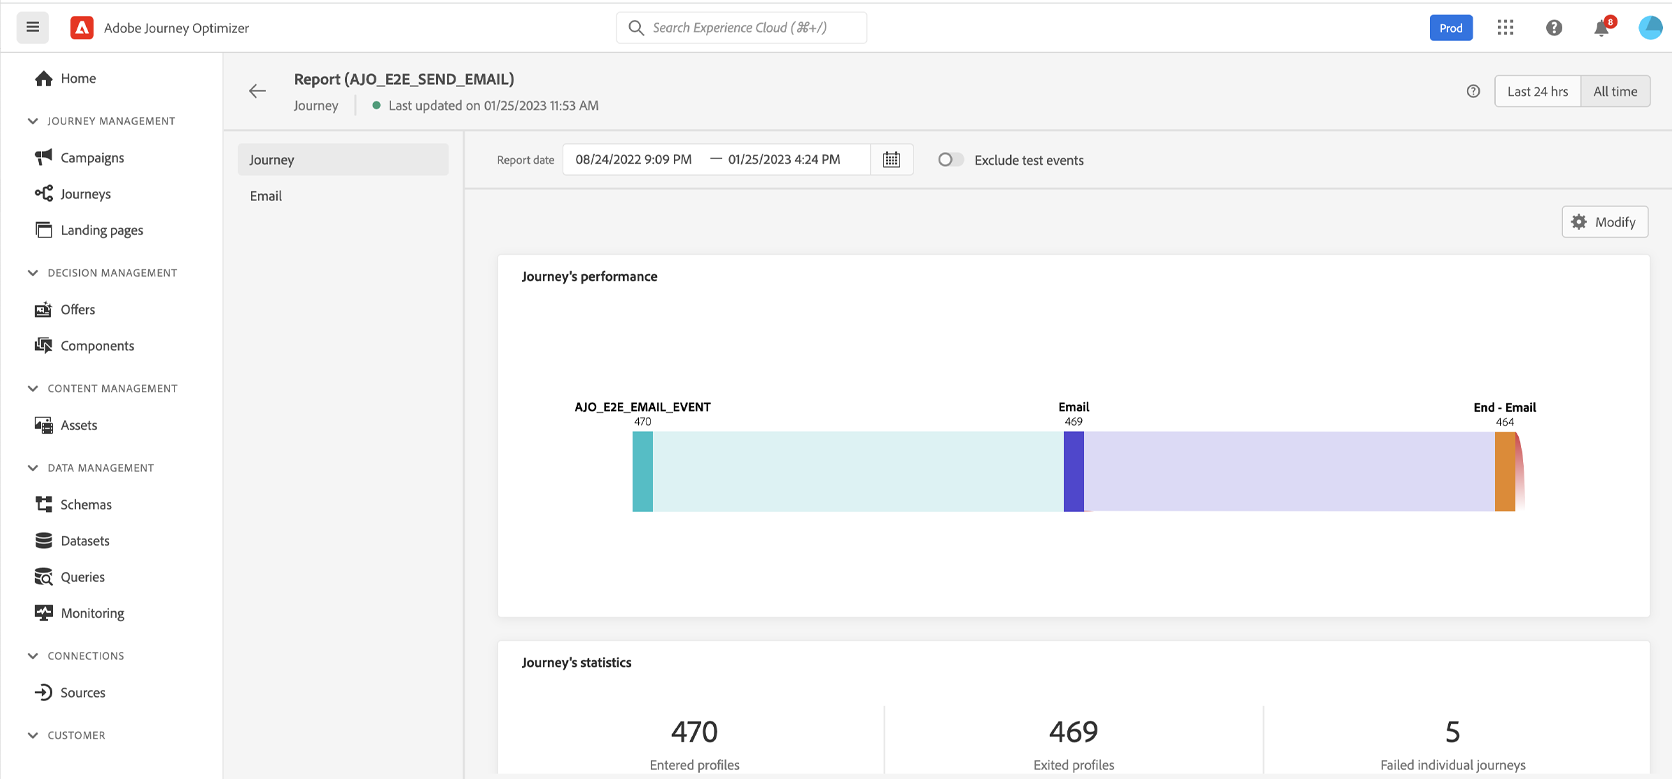 Adobe Journey Optimizer
Search Experience Cloud (⌘+/)
Prod
8
Home
JOURNEY MANAGEMENT
Campaigns
Journeys
Landing pages
DECISION MANAGEMENT
Offers
Components
CONTENT MANAGEMENT
Assets
DATA MANAGEMENT
Schemas
Datasets
Queries
Monitoring
CONNECTIONS
Sources
CUSTOMER
Report (AJO_E2E_SEND_EMAIL)
Journey
Last updated on 01/25/2023 11:53 AM
Last 24 hrs
All time
Journey
Email
Report date
08/24/2022 9:09 PM — 01/25/2023 4:24 PM
Exclude test events
Modify
Journey's performance
AJO_E2E_EMAIL_EVENT
470
Email
469
End - Email
464
Journey's statistics
470
Entered profiles
469
Exited profiles
5
Failed individual journeys